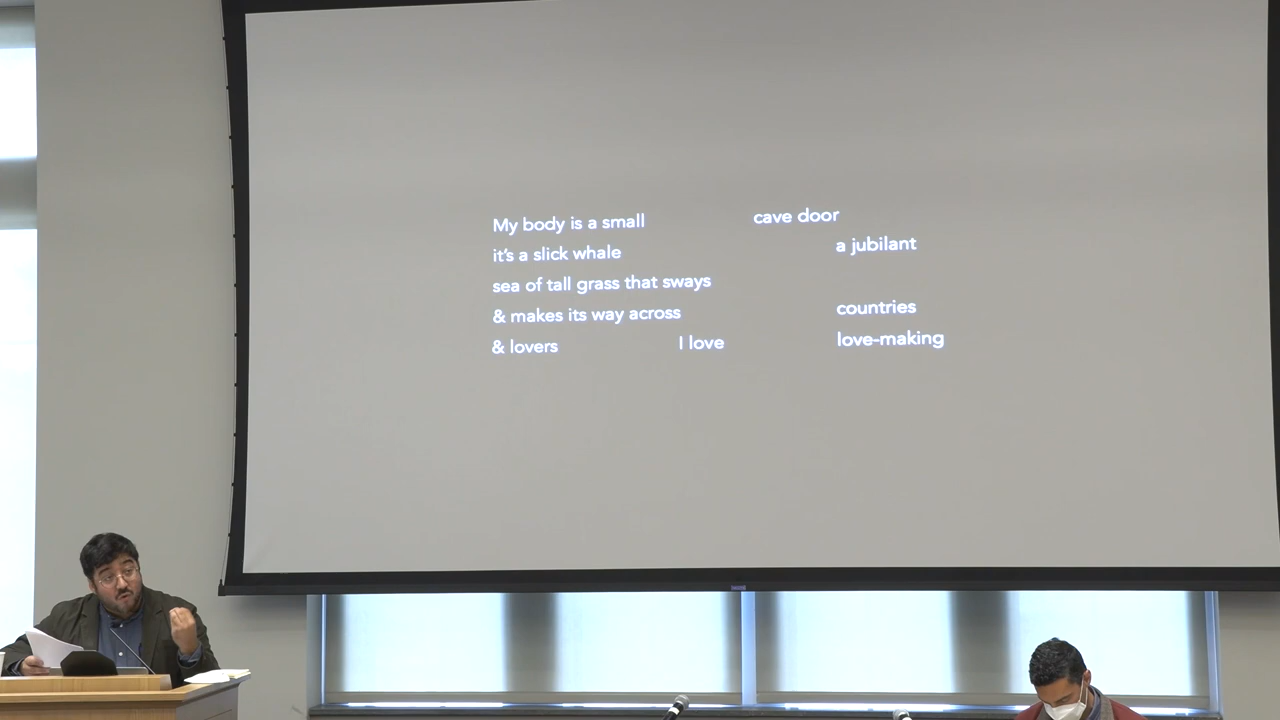 My body is a small cave door
it's a slick whale a jubilant
sea of tall grass that sways
& makes its way across countries
& lovers I love love-making